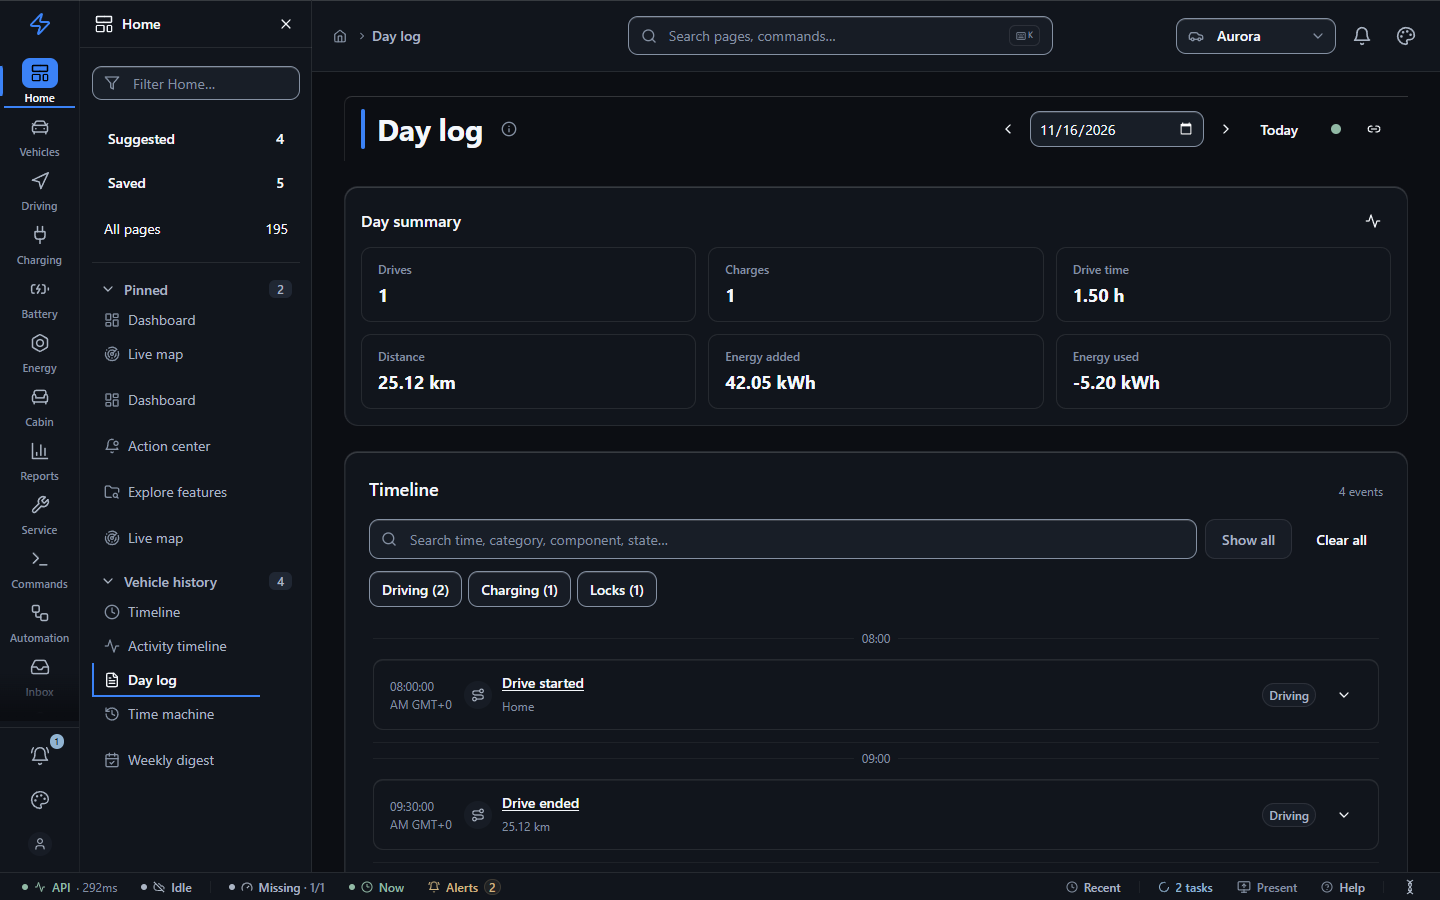 Home
Vehicles
Driving
Charging
Battery
Energy
Cabin
Reports
Service
Commands
Automation
Inbox
1
Home
Filter Home...
Suggested 4
Saved 5
All pages 195
Pinned 2
Dashboard
Live map
Dashboard
Action center
Explore features
Live map
Vehicle history 4
Timeline
Activity timeline
Day log
Time machine
Weekly digest
Day log
Search pages, commands... K
Aurora
Day log
11/16/2026
Today
Day summary
Drives
1
Charges
1
Drive time
1.50 h
Distance
25.12 km
Energy added
42.05 kWh
Energy used
-5.20 kWh
Timeline
4 events
Search time, category, component, state...
Show all
Clear all
Driving (2)
Charging (1)
Locks (1)
08:00
08:00:00
AM GMT+0
Drive started
Home
Driving
09:00
09:30:00
AM GMT+0
Drive ended
25.12 km
Driving
API · 292ms
Idle
Missing · 1/1
Now
Alerts 2
Recent
2 tasks
Present
Help